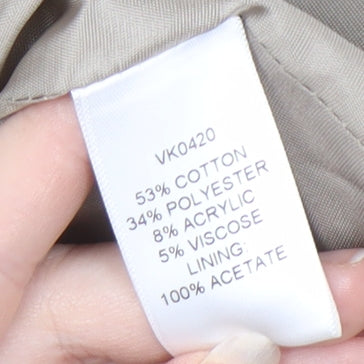 VK0420
53% COTTON
34% POLYESTER
8% ACRYLIC
5% VISCOSE
LINING:
100% ACETATE